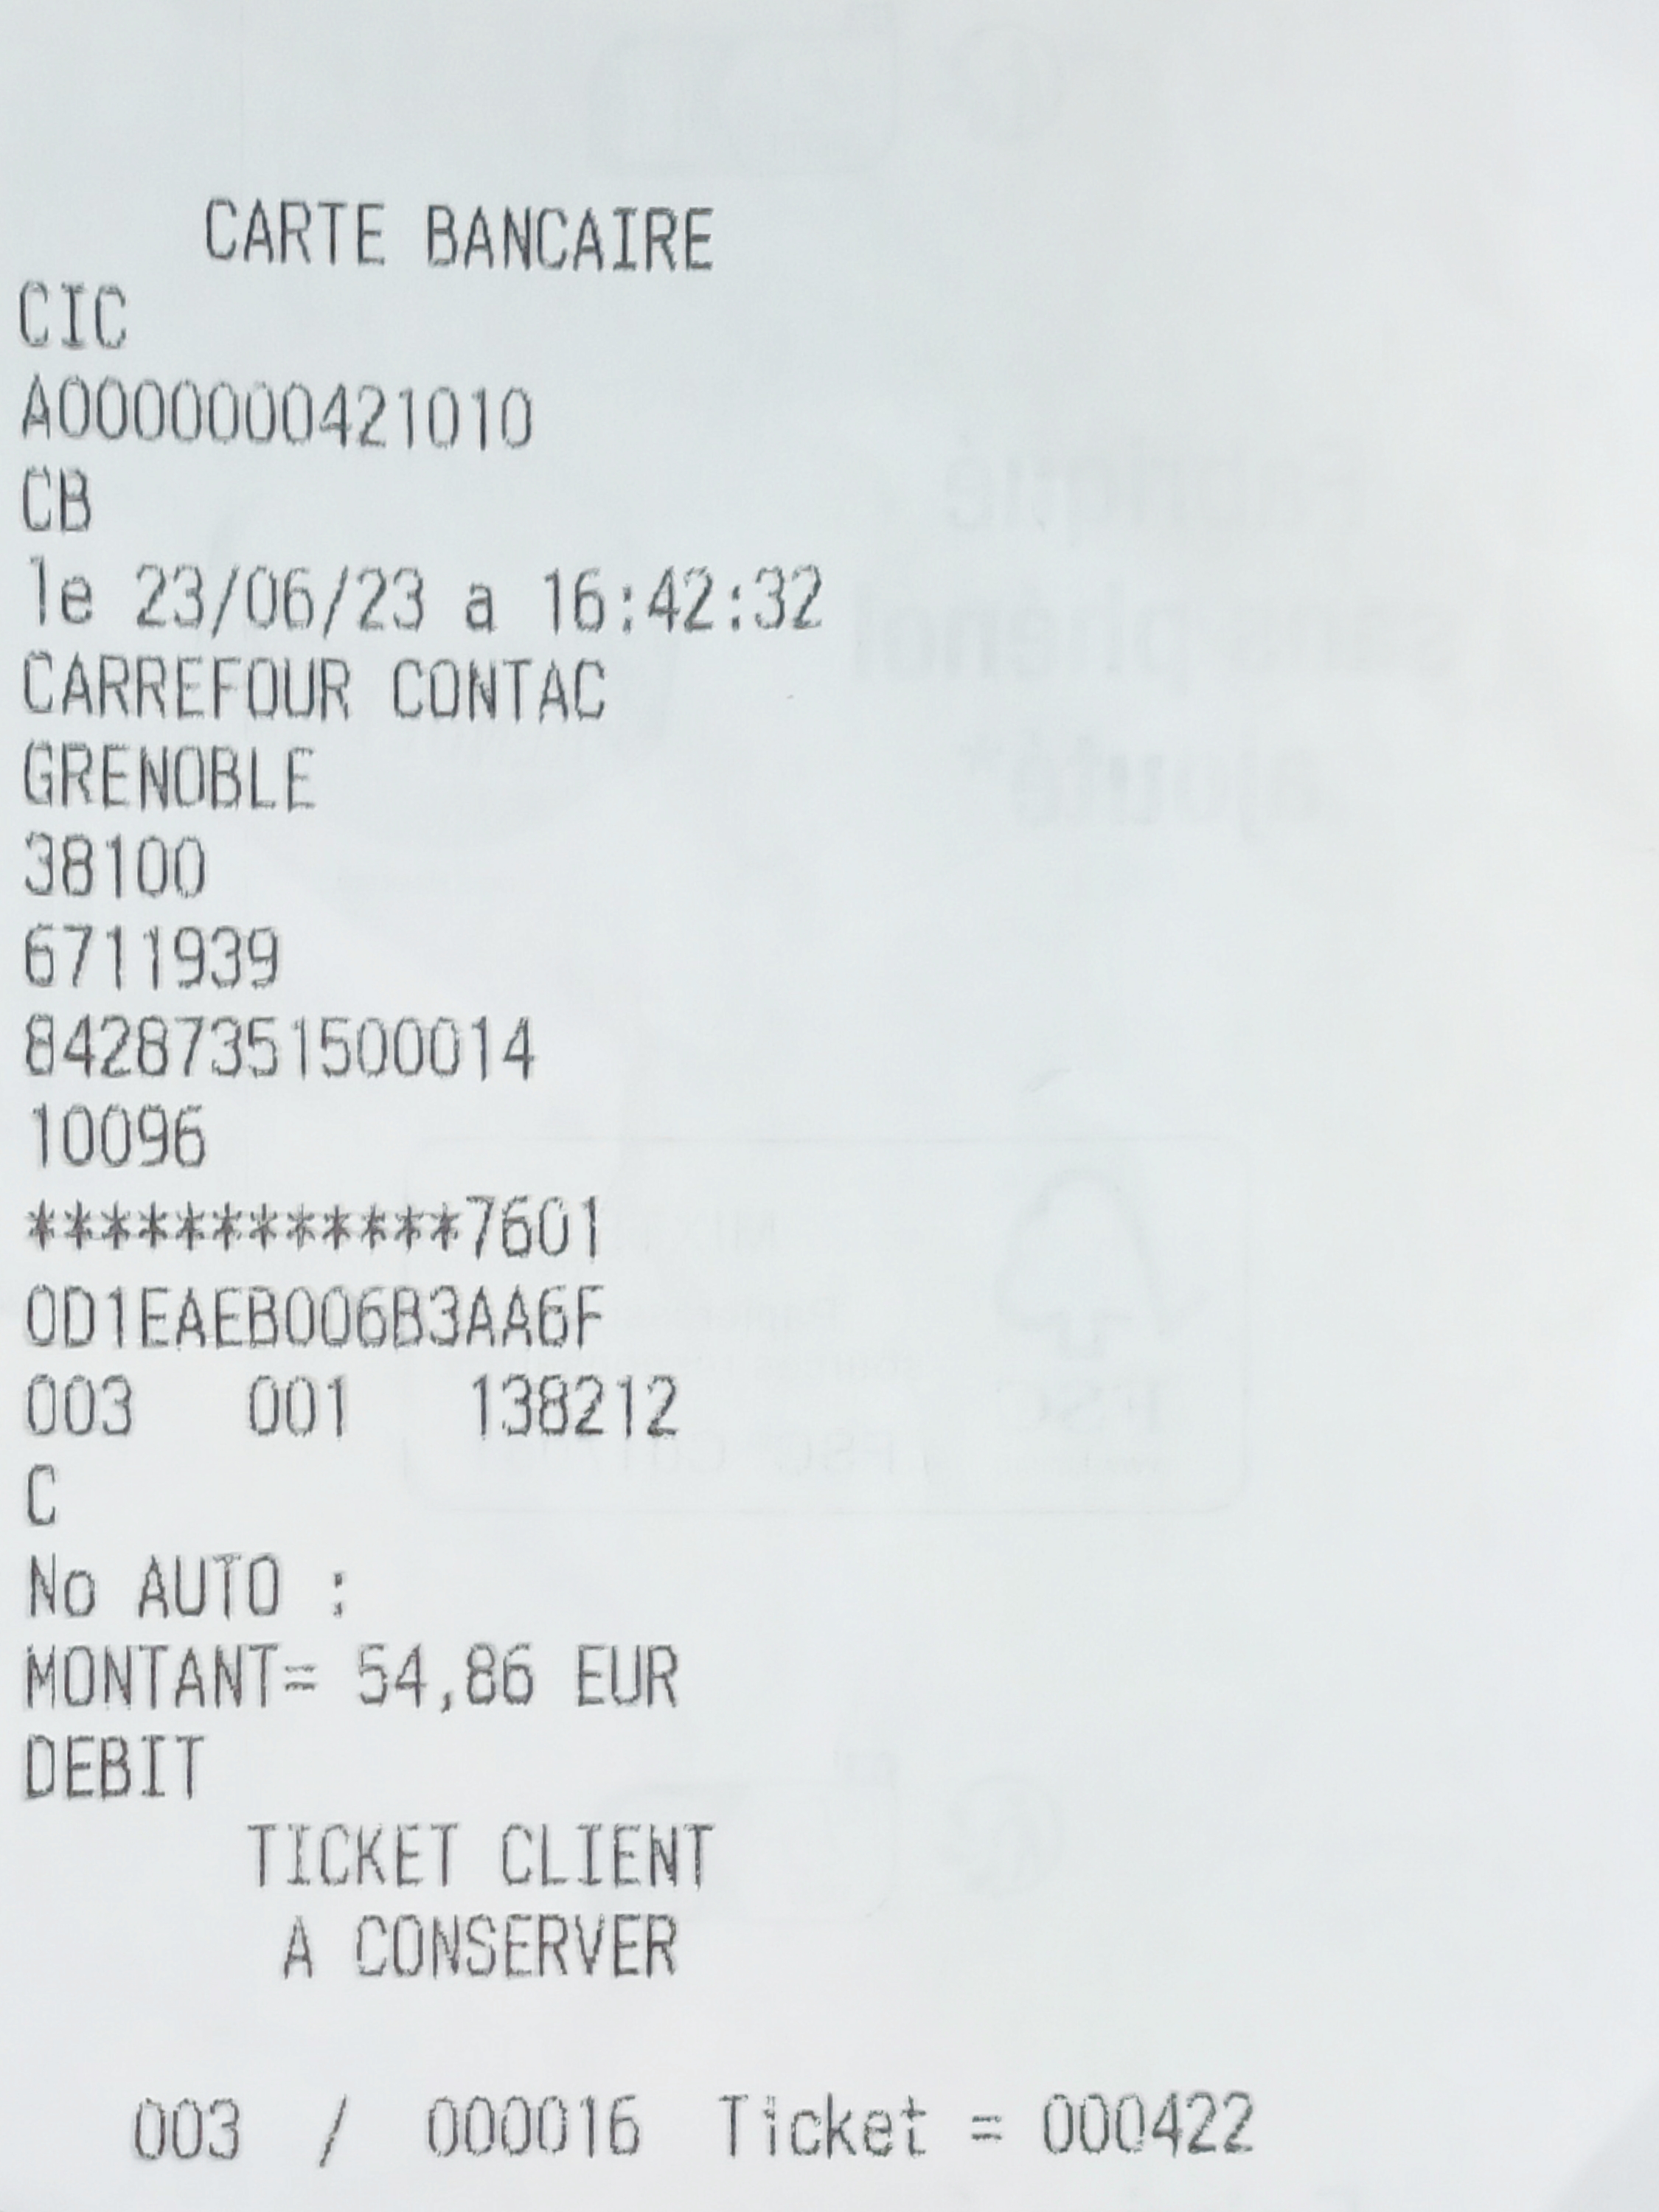 CARTE BANCAIRE
CIC
A0000000421010
CB
le 23/06/23 a 16:42:32
CARREFOUR CONTAC
GRENOBLE
38100
6711939
84287351500014
10096
************7601
0D1EAEB006B3AA6F
003 001 138212
C
No AUTO :
MONTANT= 54,86 EUR
DEBIT
TICKET CLIENT
A CONSERVER
003 / 000016 Ticket = 000422